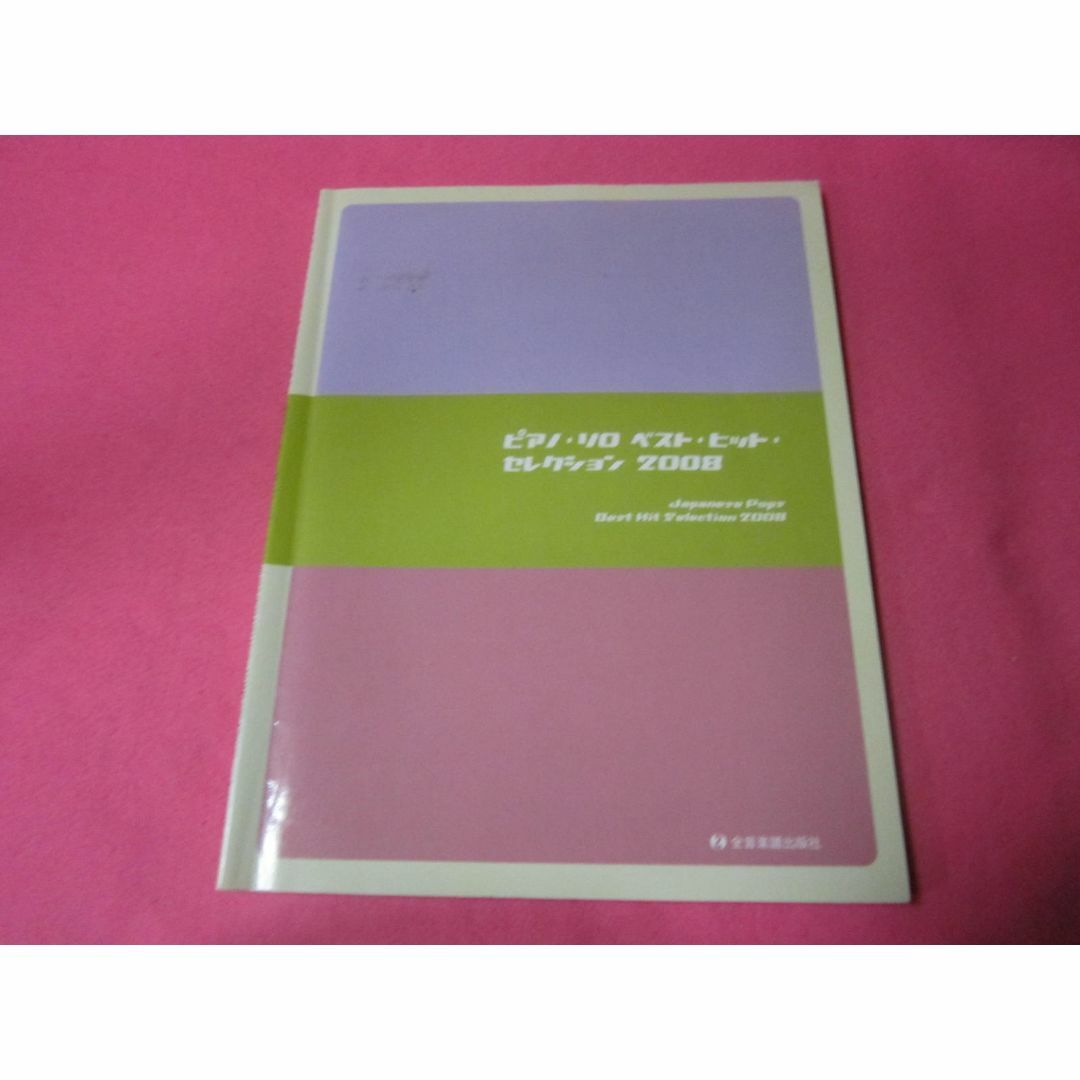 ピアノ・ソロ ベスト・ヒット・
セレクション 2008
Japanese Pops
Best Hit Selection 2008
全音楽譜出版社